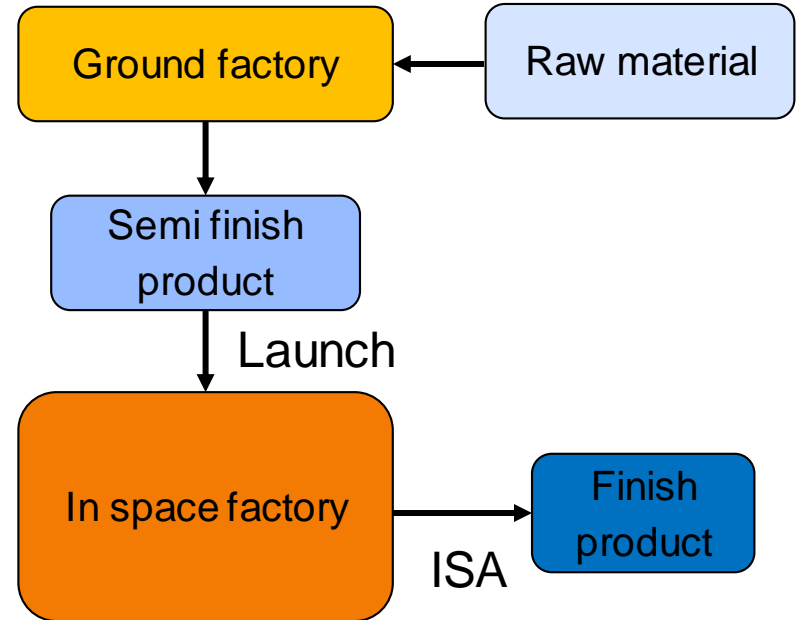 Ground factory
Raw material
Semi finish
product
Launch
In space factory
Finish
product
ISA